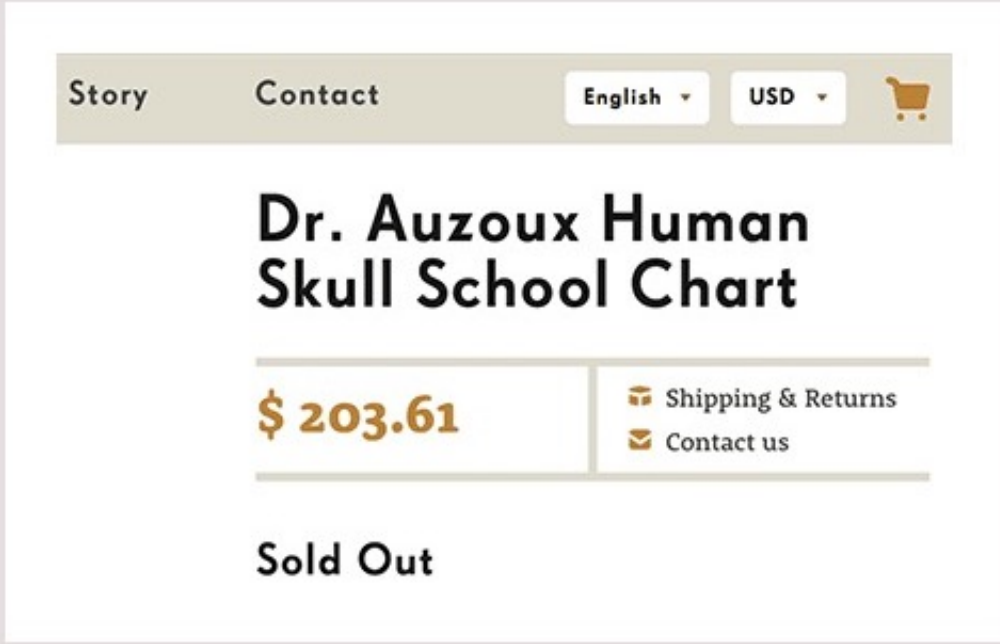 Story Contact English USD
Dr. Auzoux Human
Skull School Chart
$ 203.61
Shipping & Returns
Contact us
Sold Out